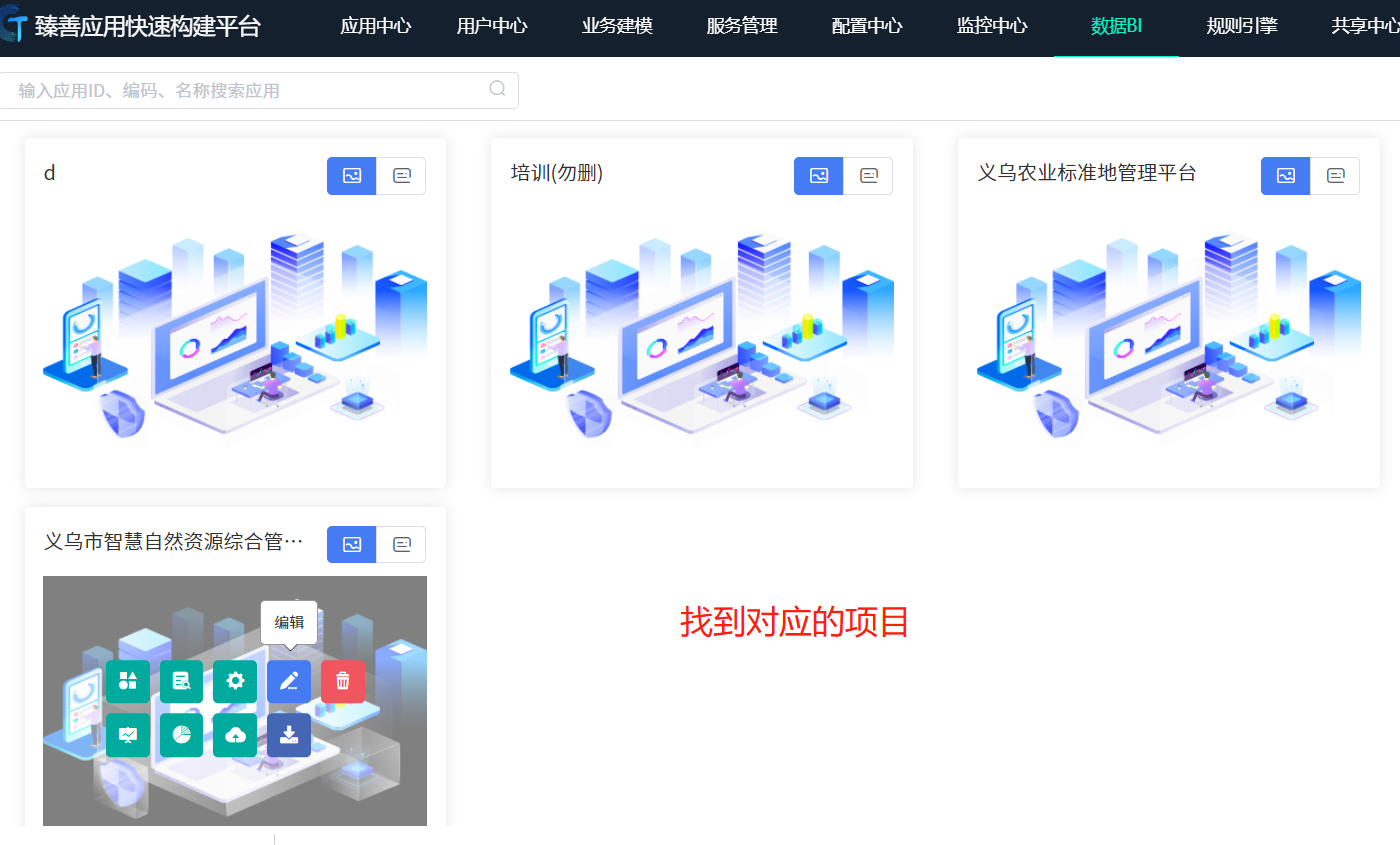 臻善应用快速构建平台
应用中心 用户中心 业务建模 服务管理 配置中心 监控中心 数据BI 规则引擎 共享中心
输入应用ID、编码、名称搜索应用
d
培训(勿删)
义乌农业标准地管理平台
义乌市智慧自然资源综合管…
编辑
找到对应的项目